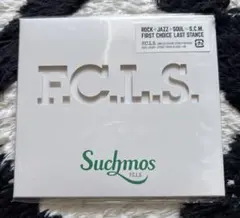 ROCK • JAZZ • SOUL • S.C.M.
FIRST CHOICE LAST STANCE
F.C.L.S.
F.C.L.S.
Suchmos